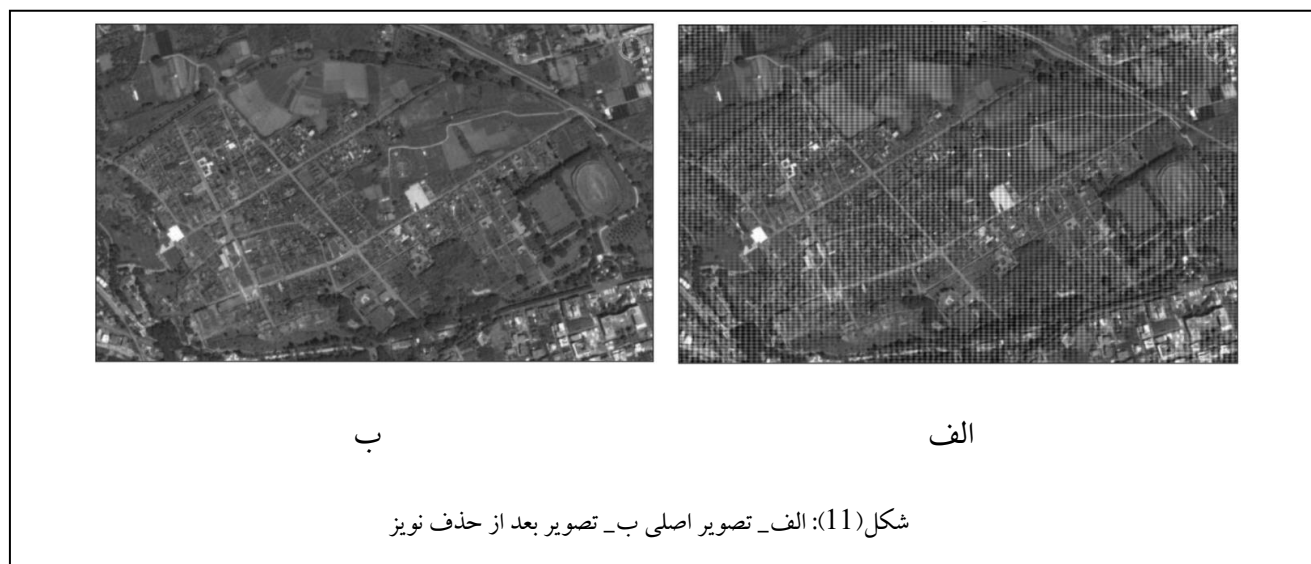 الف
ب
شکل(11): الف_ تصویر اصلی ب_ تصویر بعد از حذف نویز